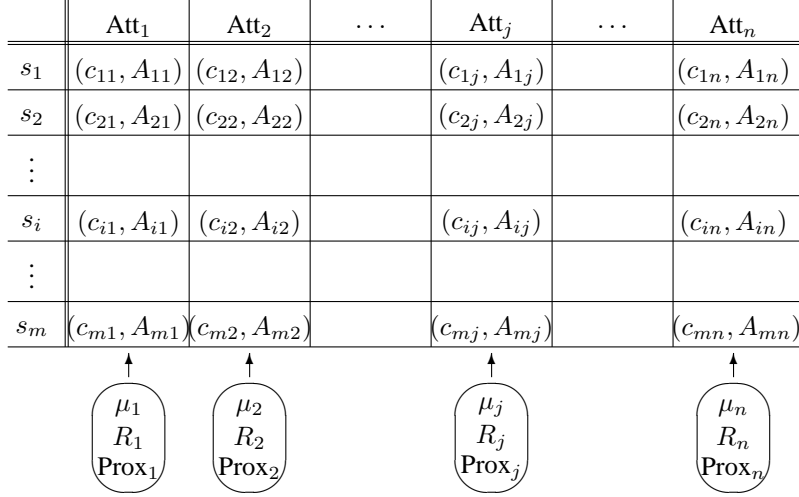 Att₁ Att₂ ⋯ Attⱼ ⋯ Attₙ
s₁ (c₁₁, A₁₁) (c₁₂, A₁₂) (c₁ⱼ, A₁ⱼ) (c₁ₙ, A₁ₙ)
s₂ (c₂₁, A₂₁) (c₂₂, A₂₂) (c₂ⱼ, A₂ⱼ) (c₂ₙ, A₂ₙ)
⋮
sᵢ (cᵢ₁, Aᵢ₁) (cᵢ₂, Aᵢ₂) (cᵢⱼ, Aᵢⱼ) (cᵢₙ, Aᵢₙ)
⋮
sₘ (cₘ₁, Aₘ₁) (cₘ₂, Aₘ₂) (cₘⱼ, Aₘⱼ) (cₘₙ, Aₘₙ)
μ₁ μ₂ μⱼ μₙ
R₁ R₂ Rⱼ Rₙ
Prox₁ Prox₂ Proxⱼ Proxₙ